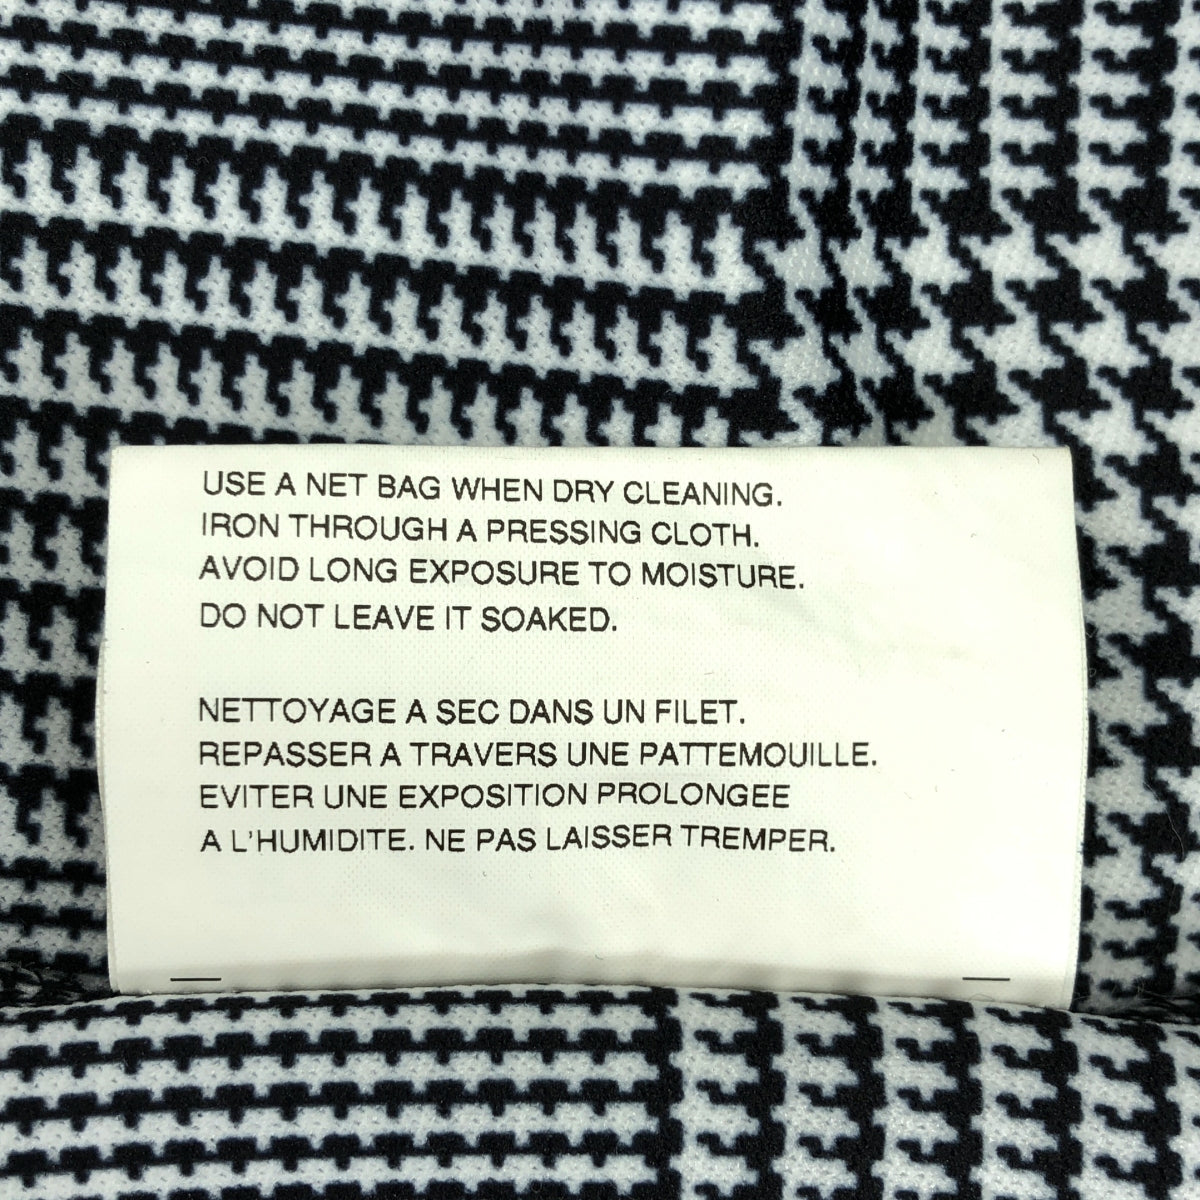 USE A NET BAG WHEN DRY CLEANING.
IRON THROUGH A PRESSING CLOTH.
AVOID LONG EXPOSURE TO MOISTURE.
DO NOT LEAVE IT SOAKED.
NETTOYAGE A SEC DANS UN FILET.
REPASSER A TRAVERS UNE PATTEMOUILLE.
EVITER UNE EXPOSITION PROLONGEE
A L'HUMIDITE. NE PAS LAISSER TREMPER.